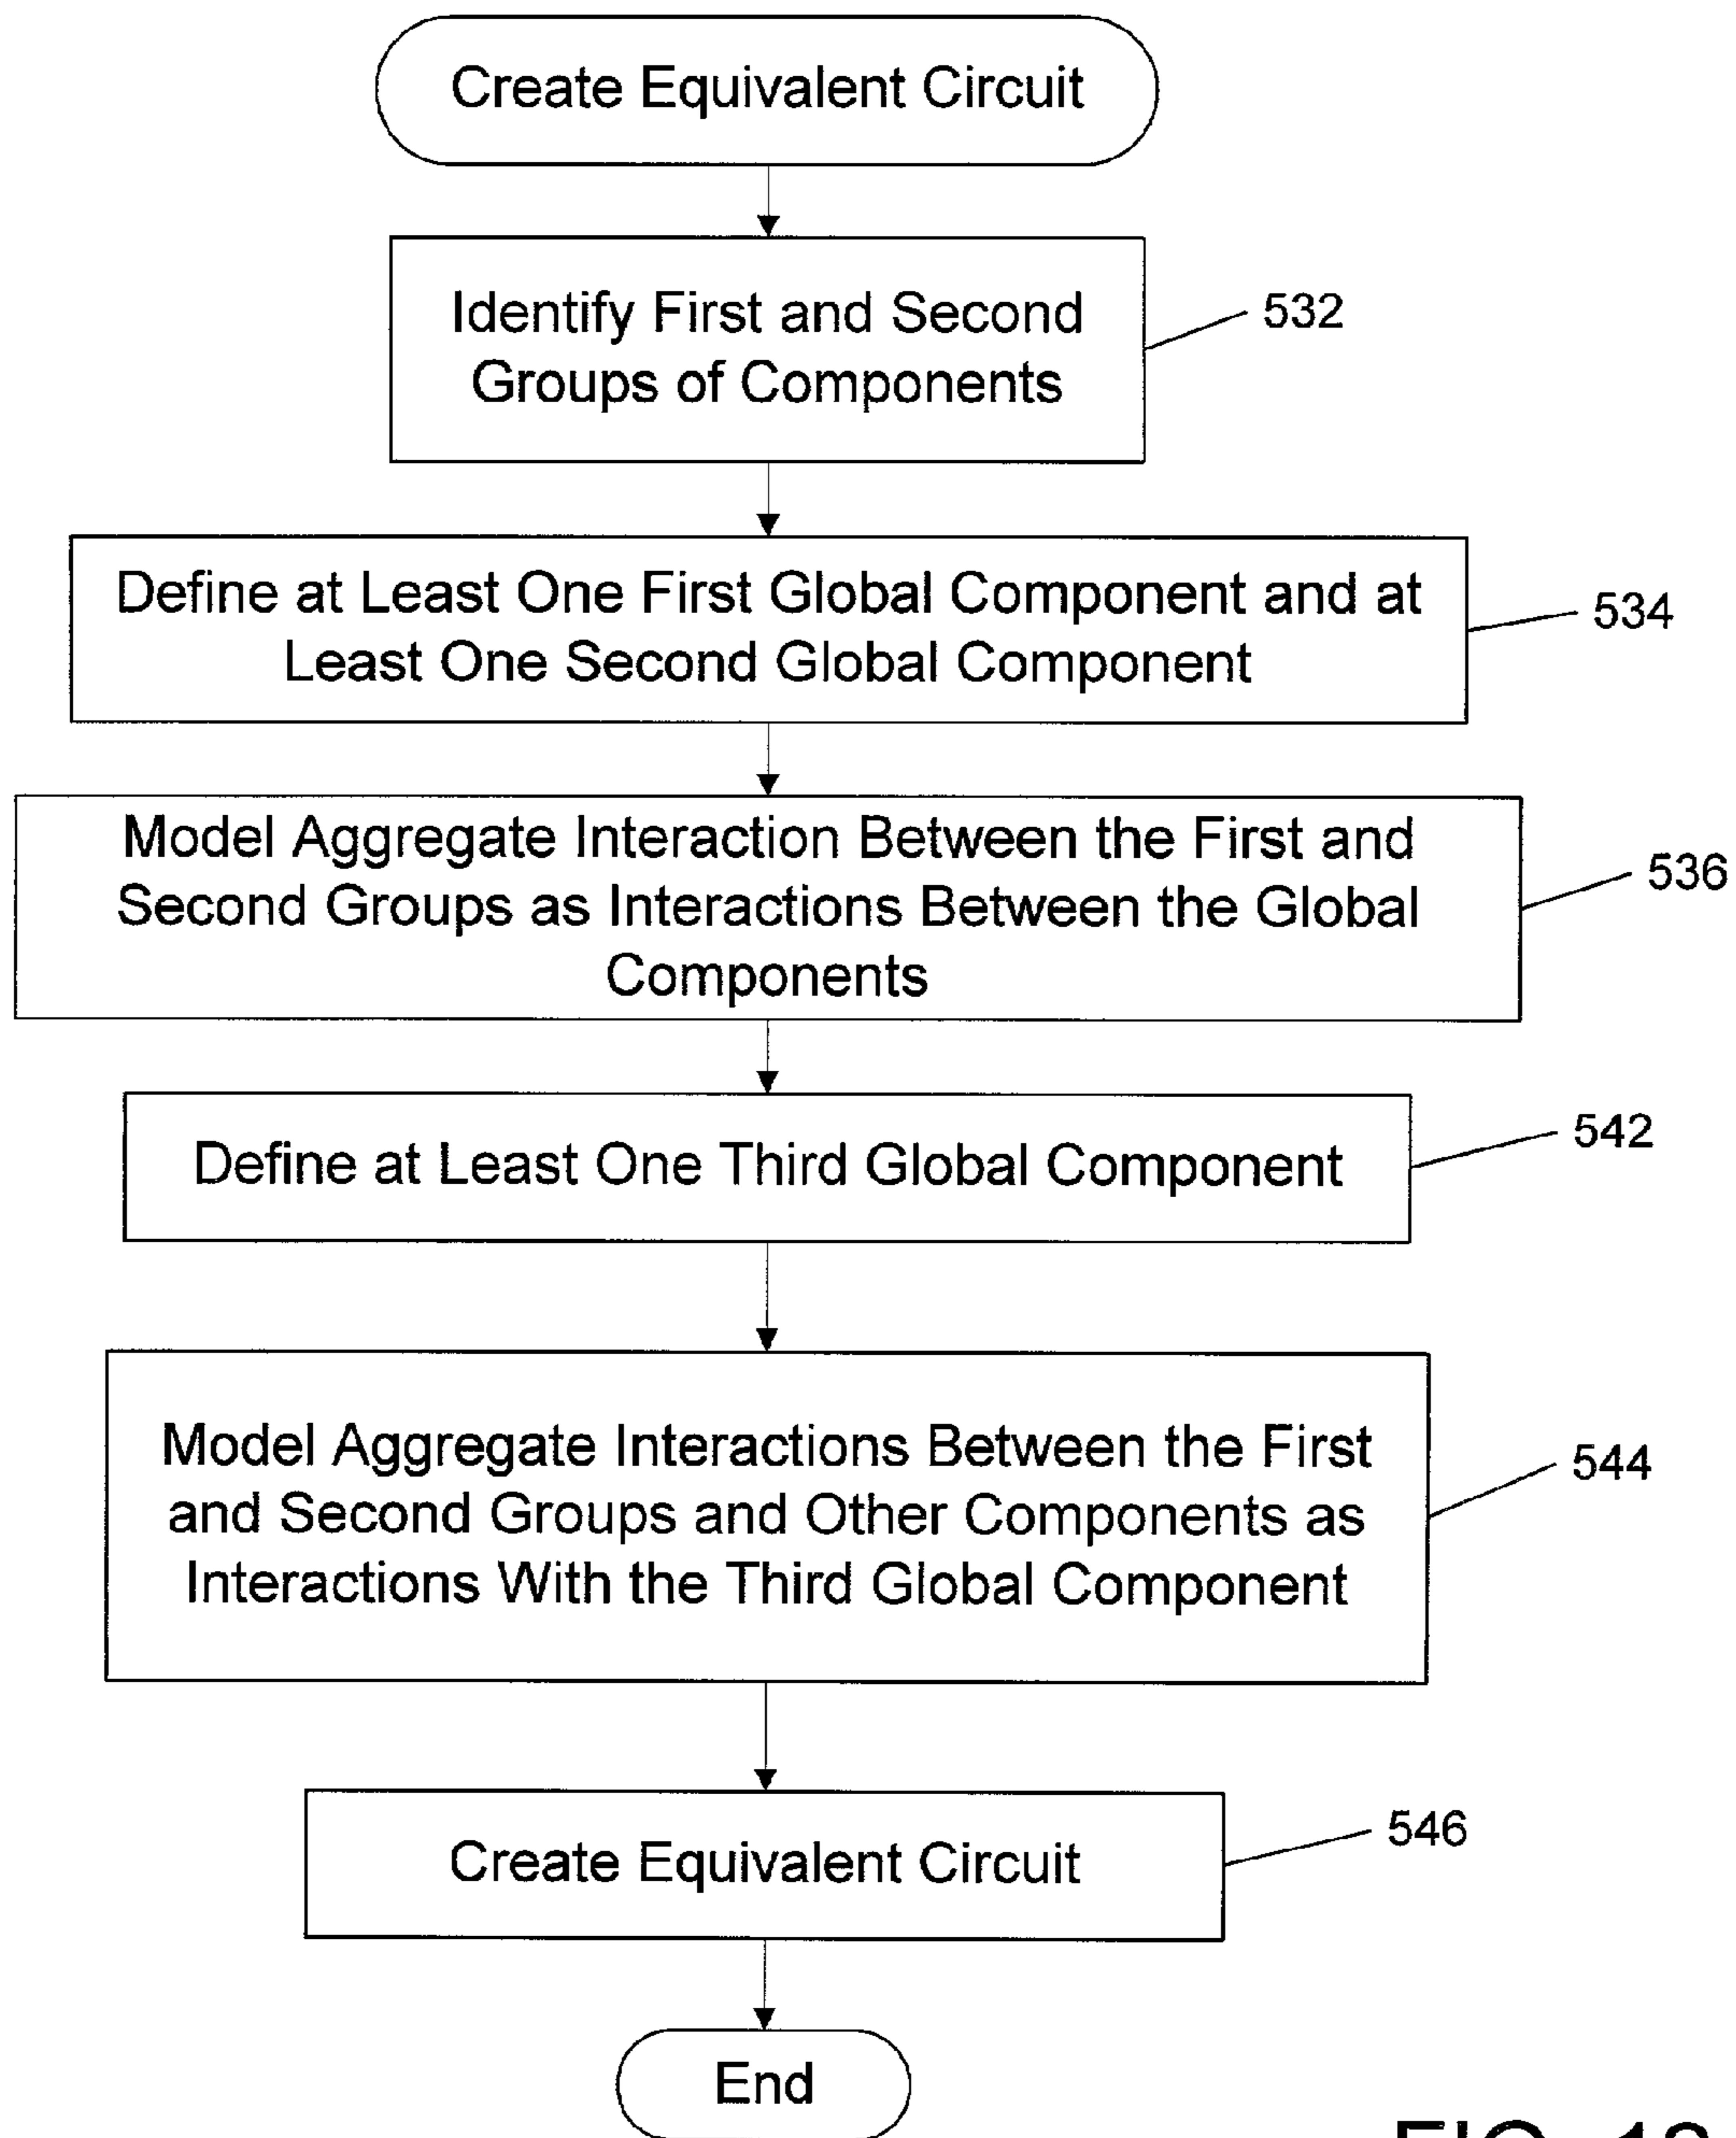 Create Equivalent Circuit
Identify First and Second
Groups of Components
532
Define at Least One First Global Component and at
Least One Second Global Component
534
Model Aggregate Interaction Between the First and
Second Groups as Interactions Between the Global
Components
536
Define at Least One Third Global Component
542
Model Aggregate Interactions Between the First
and Second Groups and Other Components as
Interactions With the Third Global Component
544
Create Equivalent Circuit
546
End